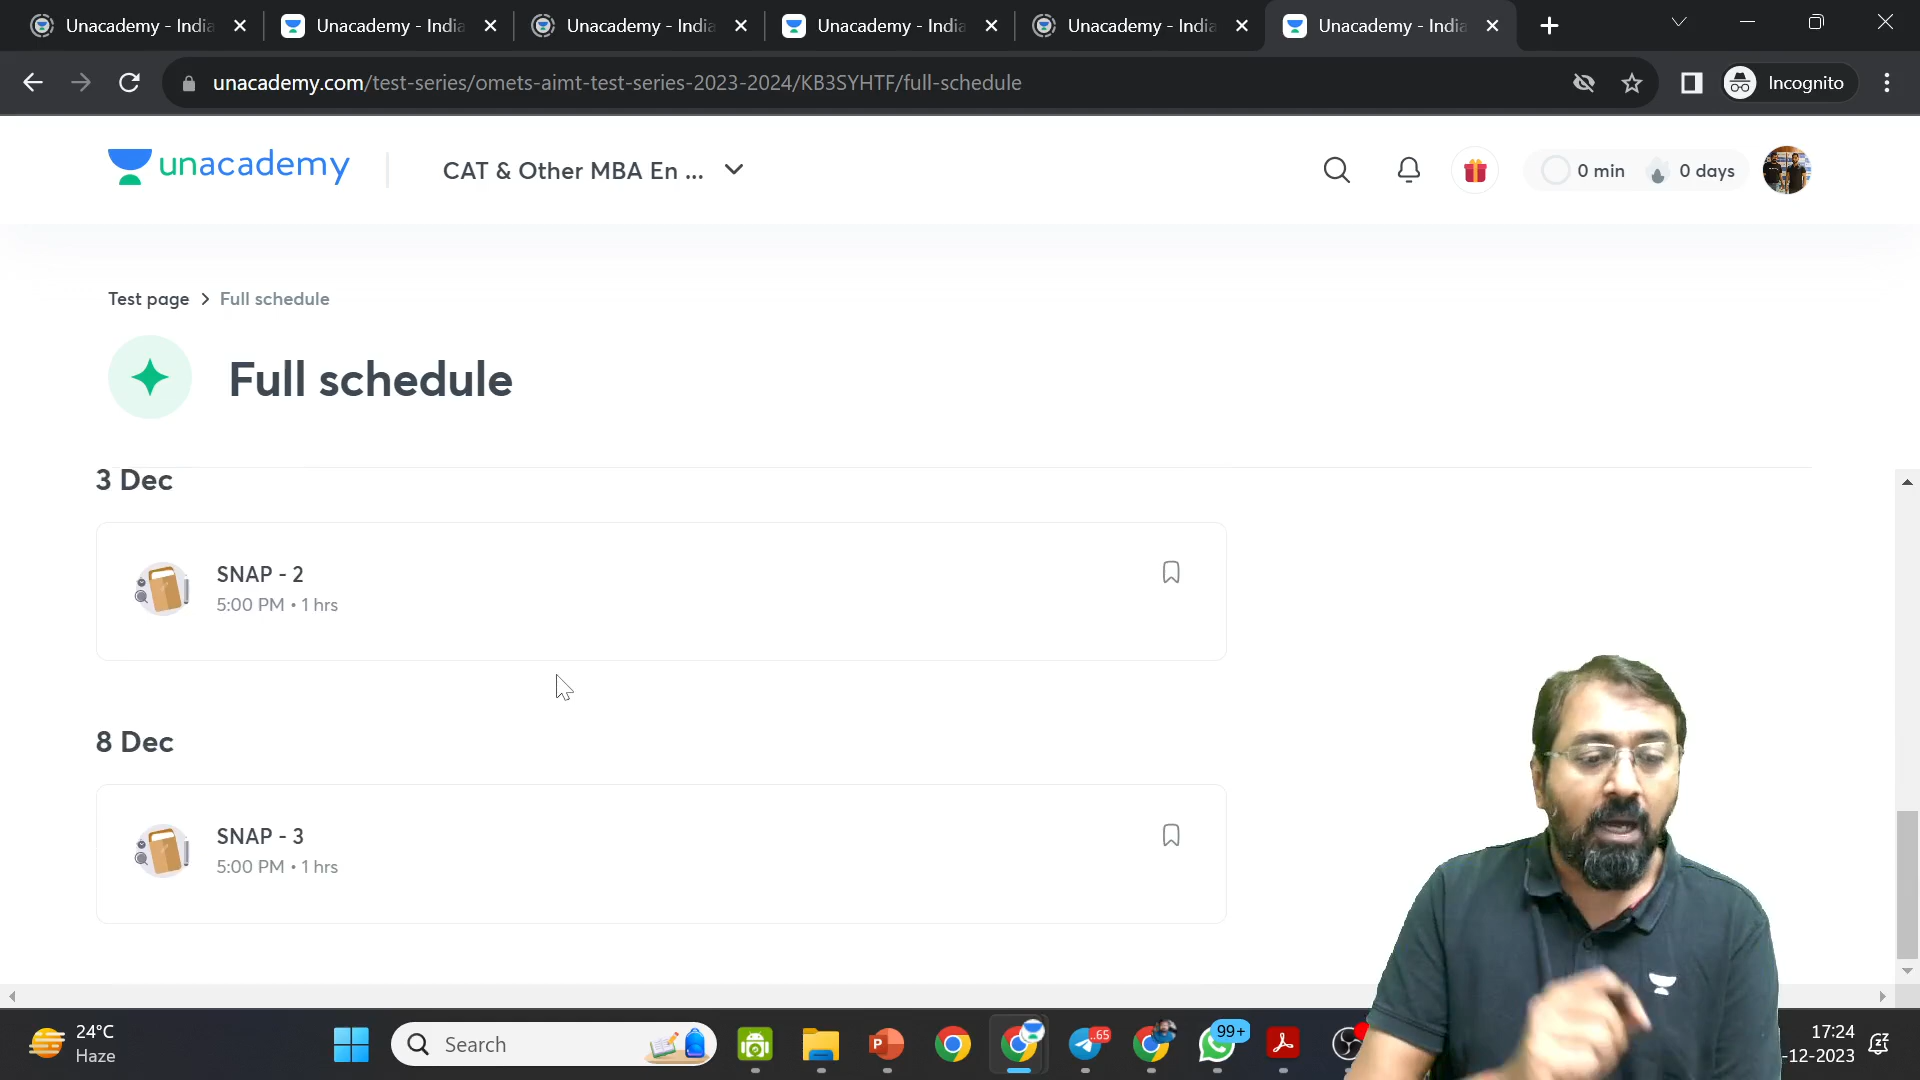 Unacademy - India
Unacademy - India
Unacademy - India
Unacademy - India
Unacademy - India
Unacademy - India
unacademy.com/test-series/omets-aimt-test-series-2023-2024/KB3SYHTF/full-schedule
Incognito
unacademy
CAT & Other MBA En ...
0 min
0 days
Test page > Full schedule
Full schedule
3 Dec
SNAP - 2
5:00 PM • 1 hrs
8 Dec
SNAP - 3
5:00 PM • 1 hrs
24°C
Haze
Search
P
..65
99+
17:24
-12-2023